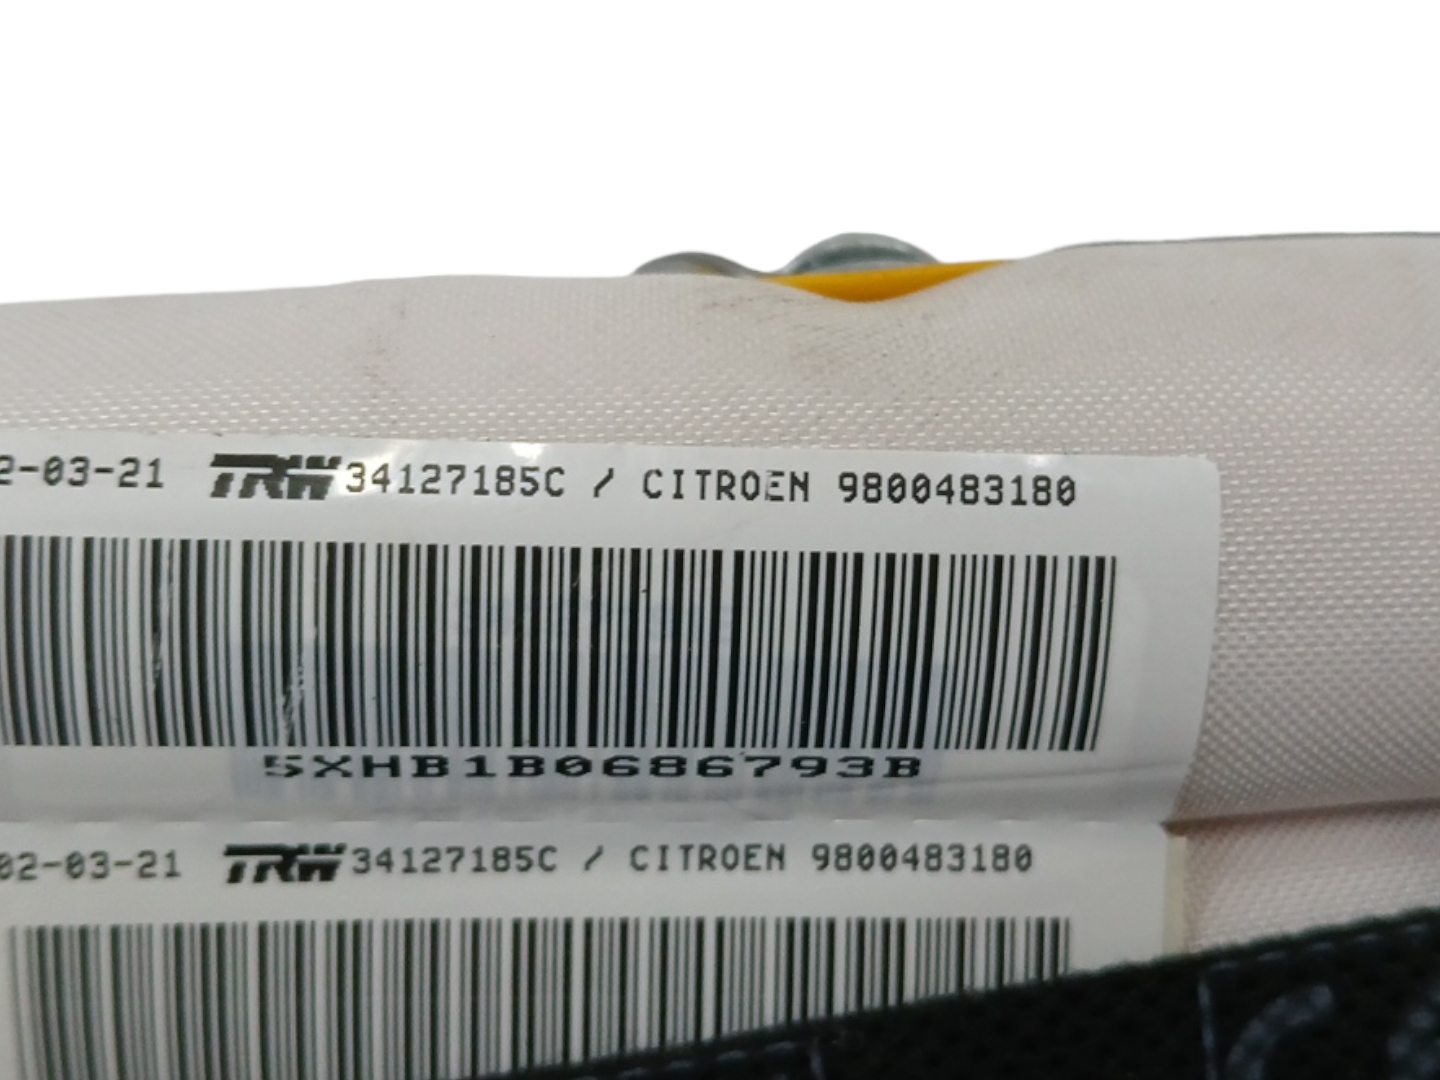 2-03-21 TRW 34127185C / CITROEN 9800483180
5XHB1B0686793B
02-03-21 TRW 34127185C / CITROEN 9800483180